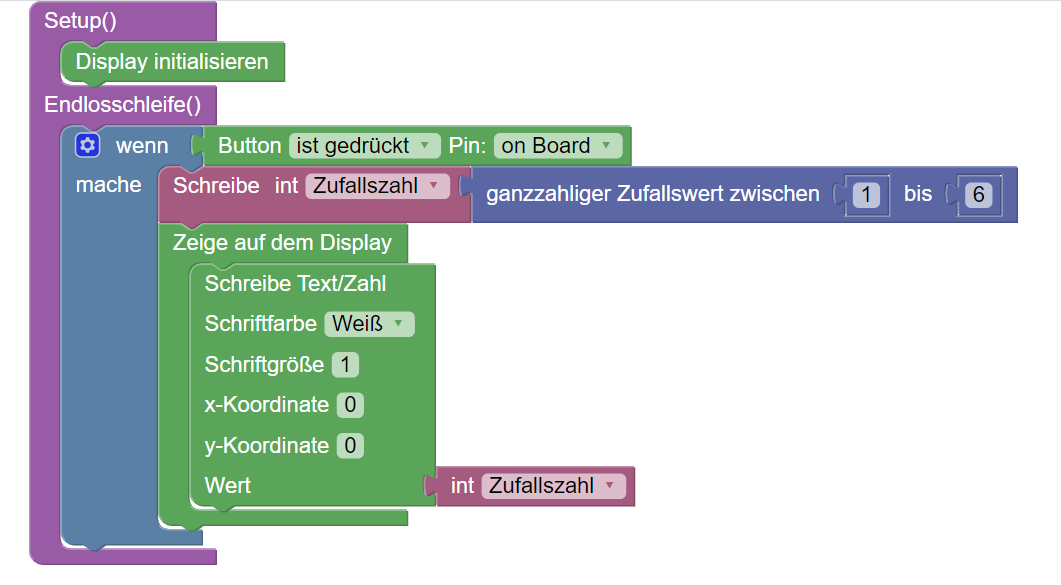 Setup()
Display initialisieren
Endlosschleife()
wenn Button ist gedrückt Pin: on Board
mache Schreibe int Zufallszahl ganzzahliger Zufallswert zwischen 1 bis 6
Zeige auf dem Display
Schreibe Text/Zahl
Schriftfarbe Weiß
Schriftgröße 1
x-Koordinate 0
y-Koordinate 0
Wert int Zufallszahl